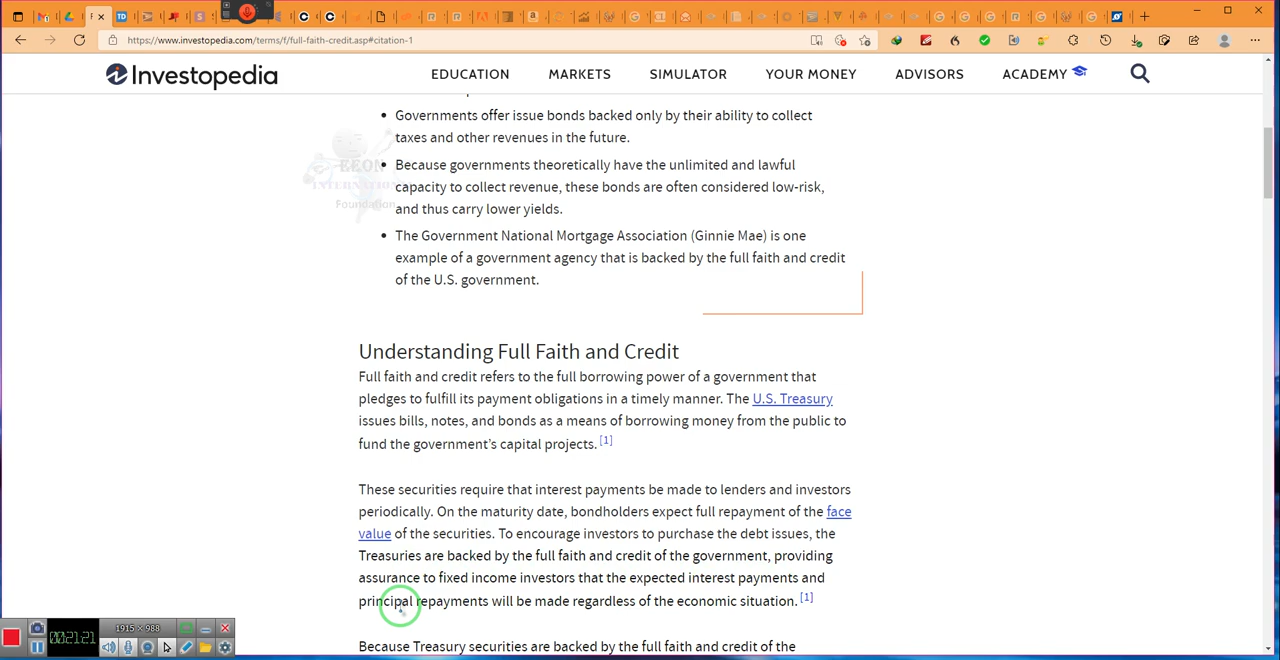 https://www.investopedia.com/terms/f/full-faith-credit.asp#citation-1
Investopedia
EDUCATION MARKETS SIMULATOR YOUR MONEY ADVISORS ACADEMY
• Governments offer issue bonds backed only by their ability to collect
taxes and other revenues in the future.
• Because governments theoretically have the unlimited and lawful
capacity to collect revenue, these bonds are often considered low-risk,
and thus carry lower yields.
• The Government National Mortgage Association (Ginnie Mae) is one
example of a government agency that is backed by the full faith and credit
of the U.S. government.
BEON
INTERNATIONAL
Foundation
Understanding Full Faith and Credit
Full faith and credit refers to the full borrowing power of a government that
pledges to fulfill its payment obligations in a timely manner. The U.S. Treasury
issues bills, notes, and bonds as a means of borrowing money from the public to
fund the government’s capital projects. [1]
These securities require that interest payments be made to lenders and investors
periodically. On the maturity date, bondholders expect full repayment of the face
value of the securities. To encourage investors to purchase the debt issues, the
Treasuries are backed by the full faith and credit of the government, providing
assurance to fixed income investors that the expected interest payments and
principal repayments will be made regardless of the economic situation. [1]
Because Treasury securities are backed by the full faith and credit of the
1915 × 988
00:21:21